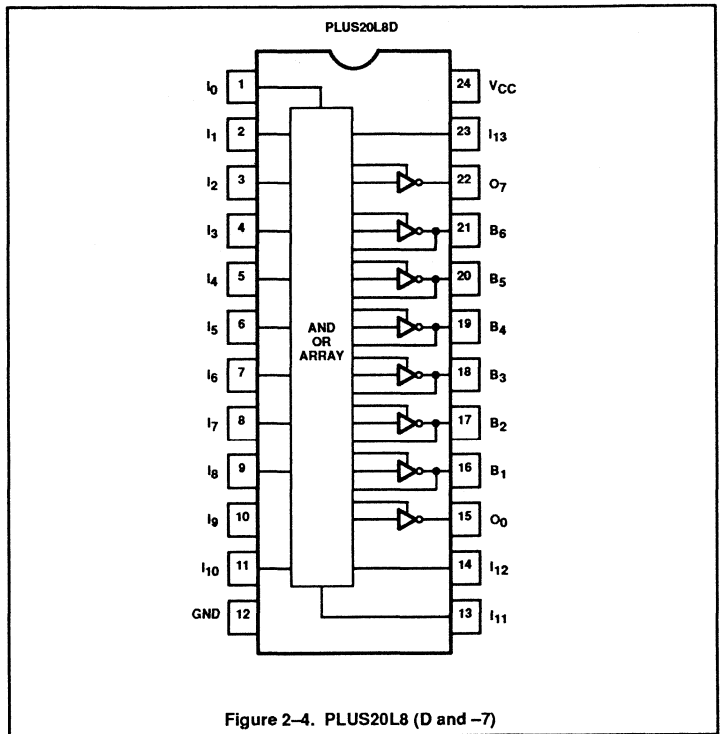 PLUS20L8D
I0 1 24 VCC
I1 2 23 I13
I2 3 22 O7
I3 4 21 B6
I4 5 20 B5
I5 6 19 B4
I6 7 18 B3
I7 8 17 B2
I8 9 16 B1
I9 10 15 O0
I10 11 14 I12
GND 12 13 I11
AND
OR
ARRAY
Figure 2–4. PLUS20L8 (D and –7)